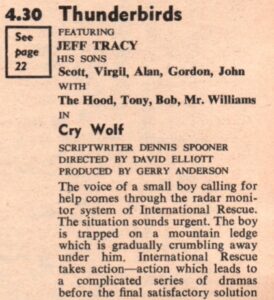 4.30 Thunderbirds
See
page
22
FEATURING
JEFF TRACY
HIS SONS
Scott, Virgil, Alan, Gordon, John
WITH
The Hood, Tony, Bob, Mr. Williams
IN
Cry Wolf
SCRIPTWRITER DENNIS SPOONER
DIRECTED BY DAVID ELLIOTT
PRODUCED BY GERRY ANDERSON
The voice of a small boy calling for
help comes through the radar moni-
tor system of International Rescue.
The situation sounds urgent. The boy
is trapped on a mountain ledge
which is gradually crumbling away
under him. International Rescue
takes action—action which leads to
a complicated series of dramas
before the final satisfactory solution